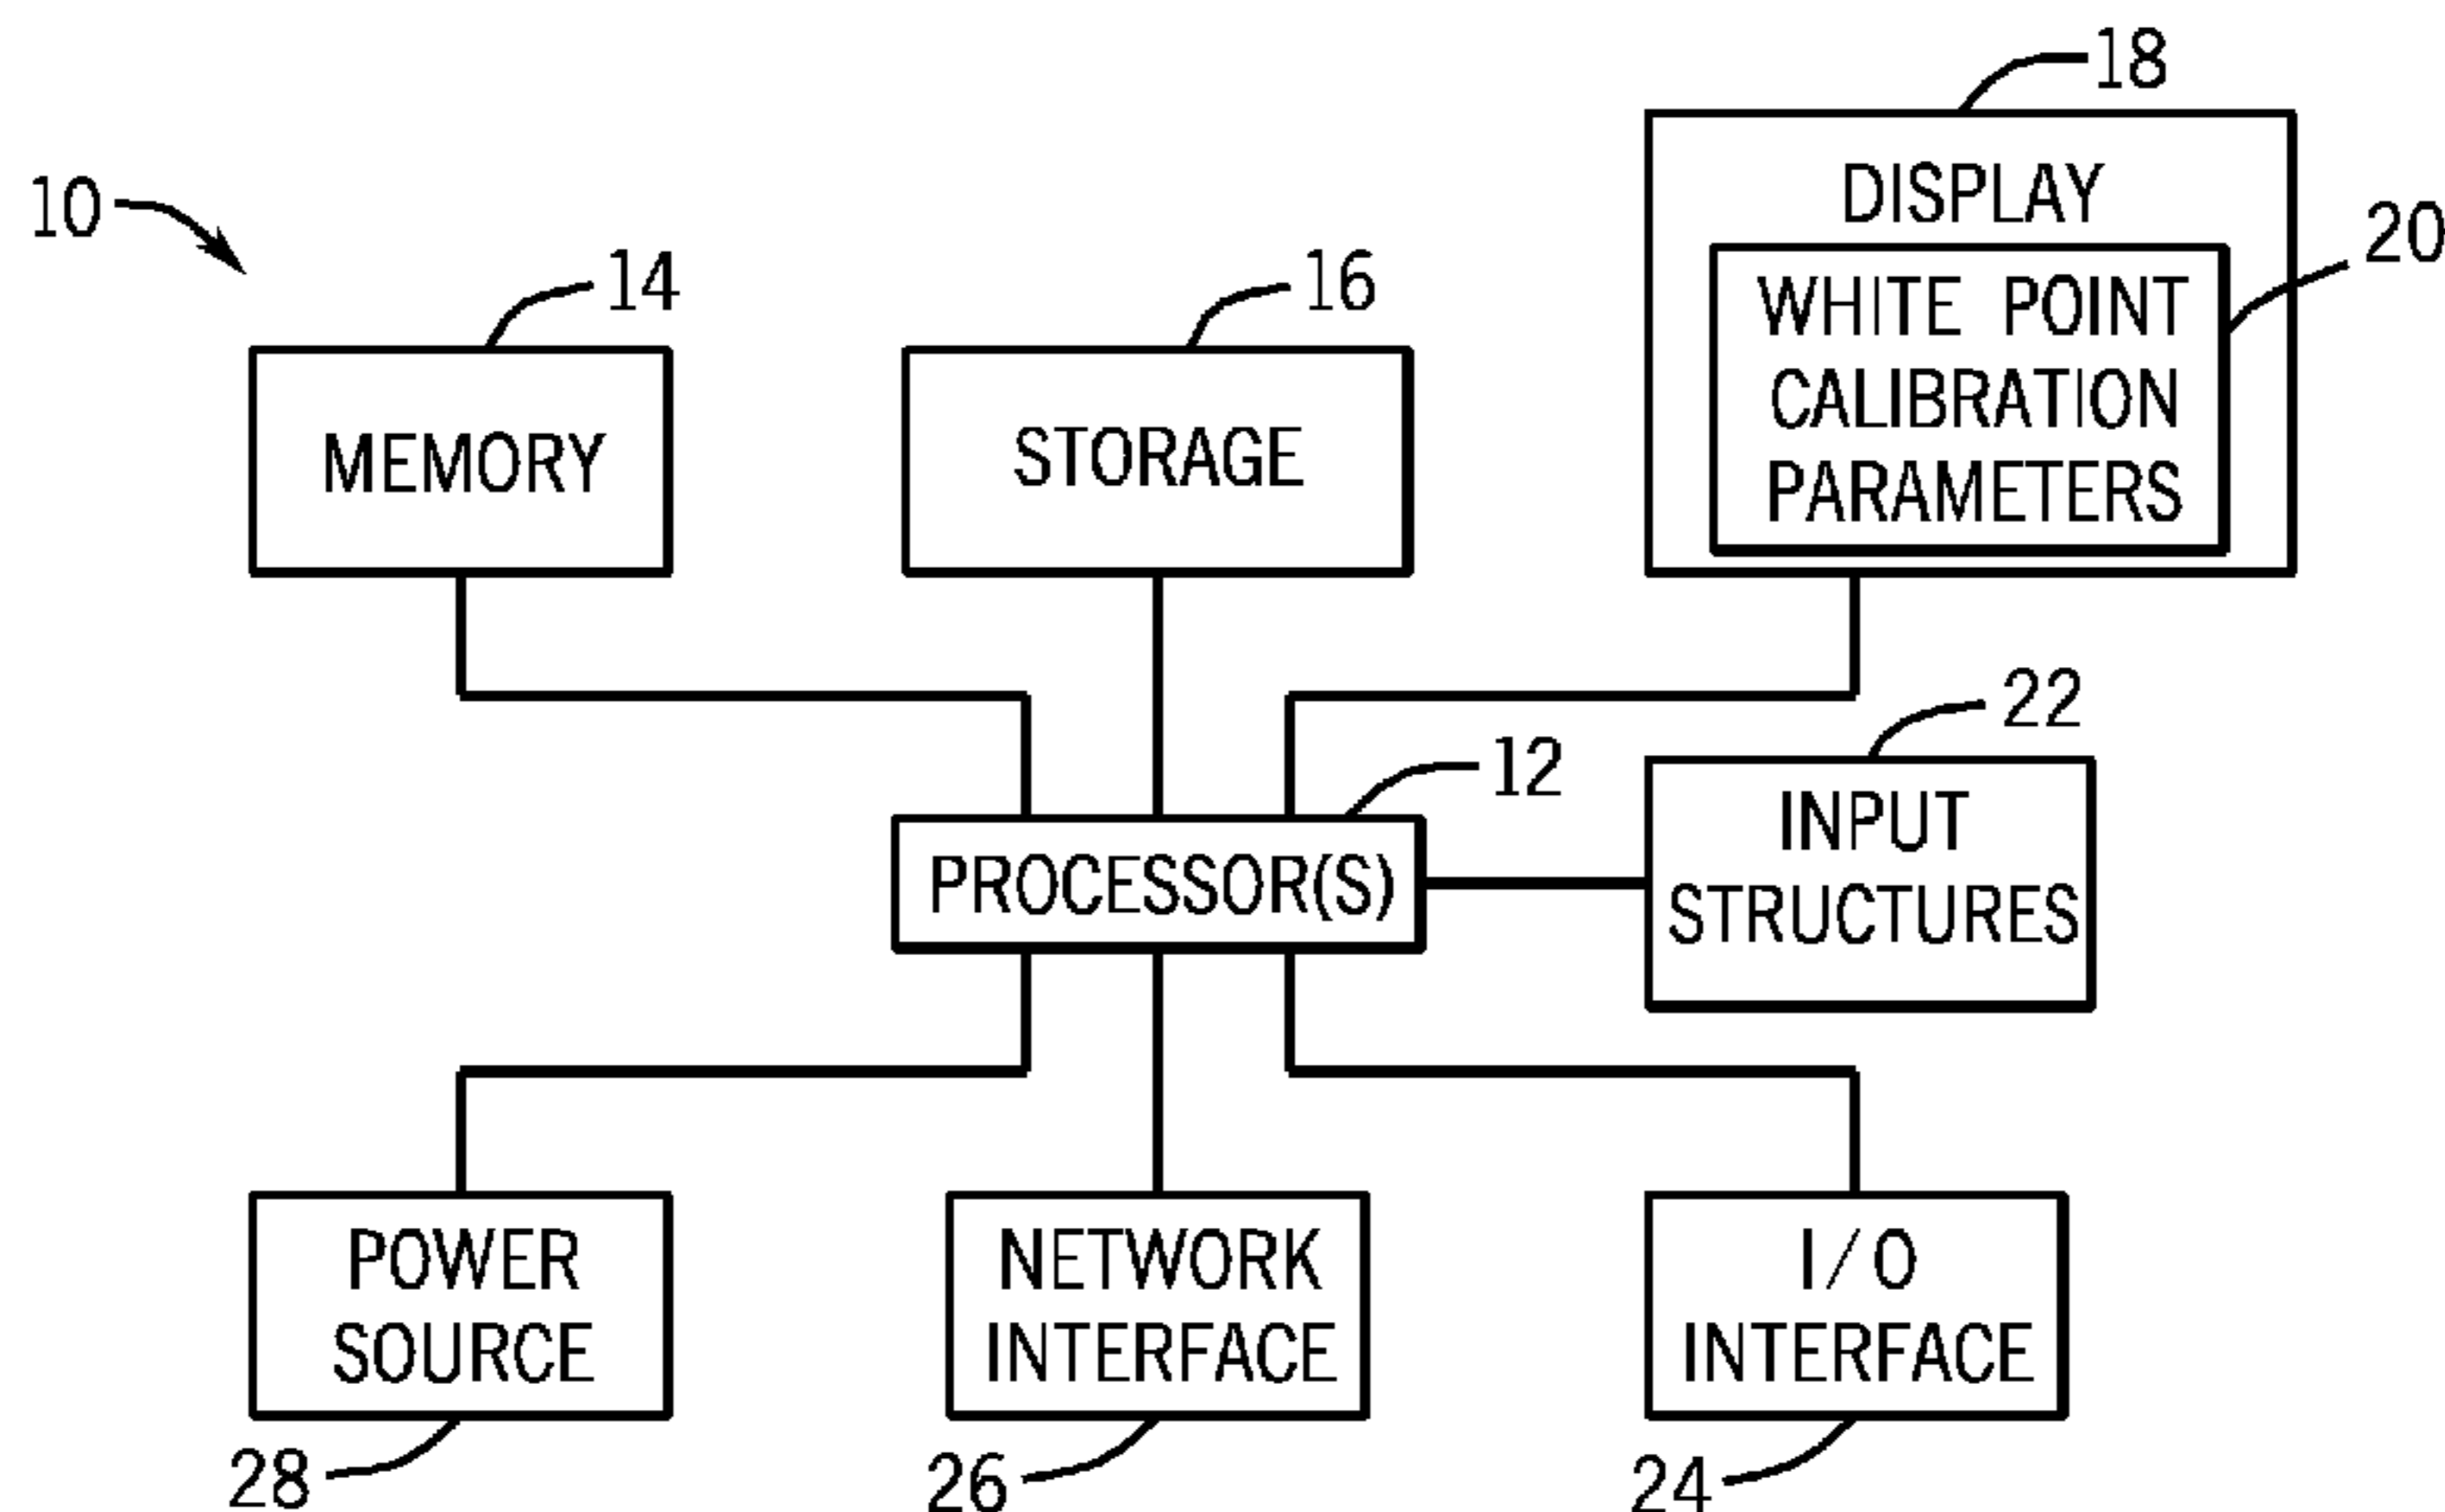 18
DISPLAY
10
20
14
16
WHITE POINT
CALIBRATION
PARAMETERS
MEMORY
STORAGE
22
12
INPUT
STRUCTURES
PROCESSOR(S)
POWER
SOURCE
NETWORK
INTERFACE
I/O
INTERFACE
28
26
24